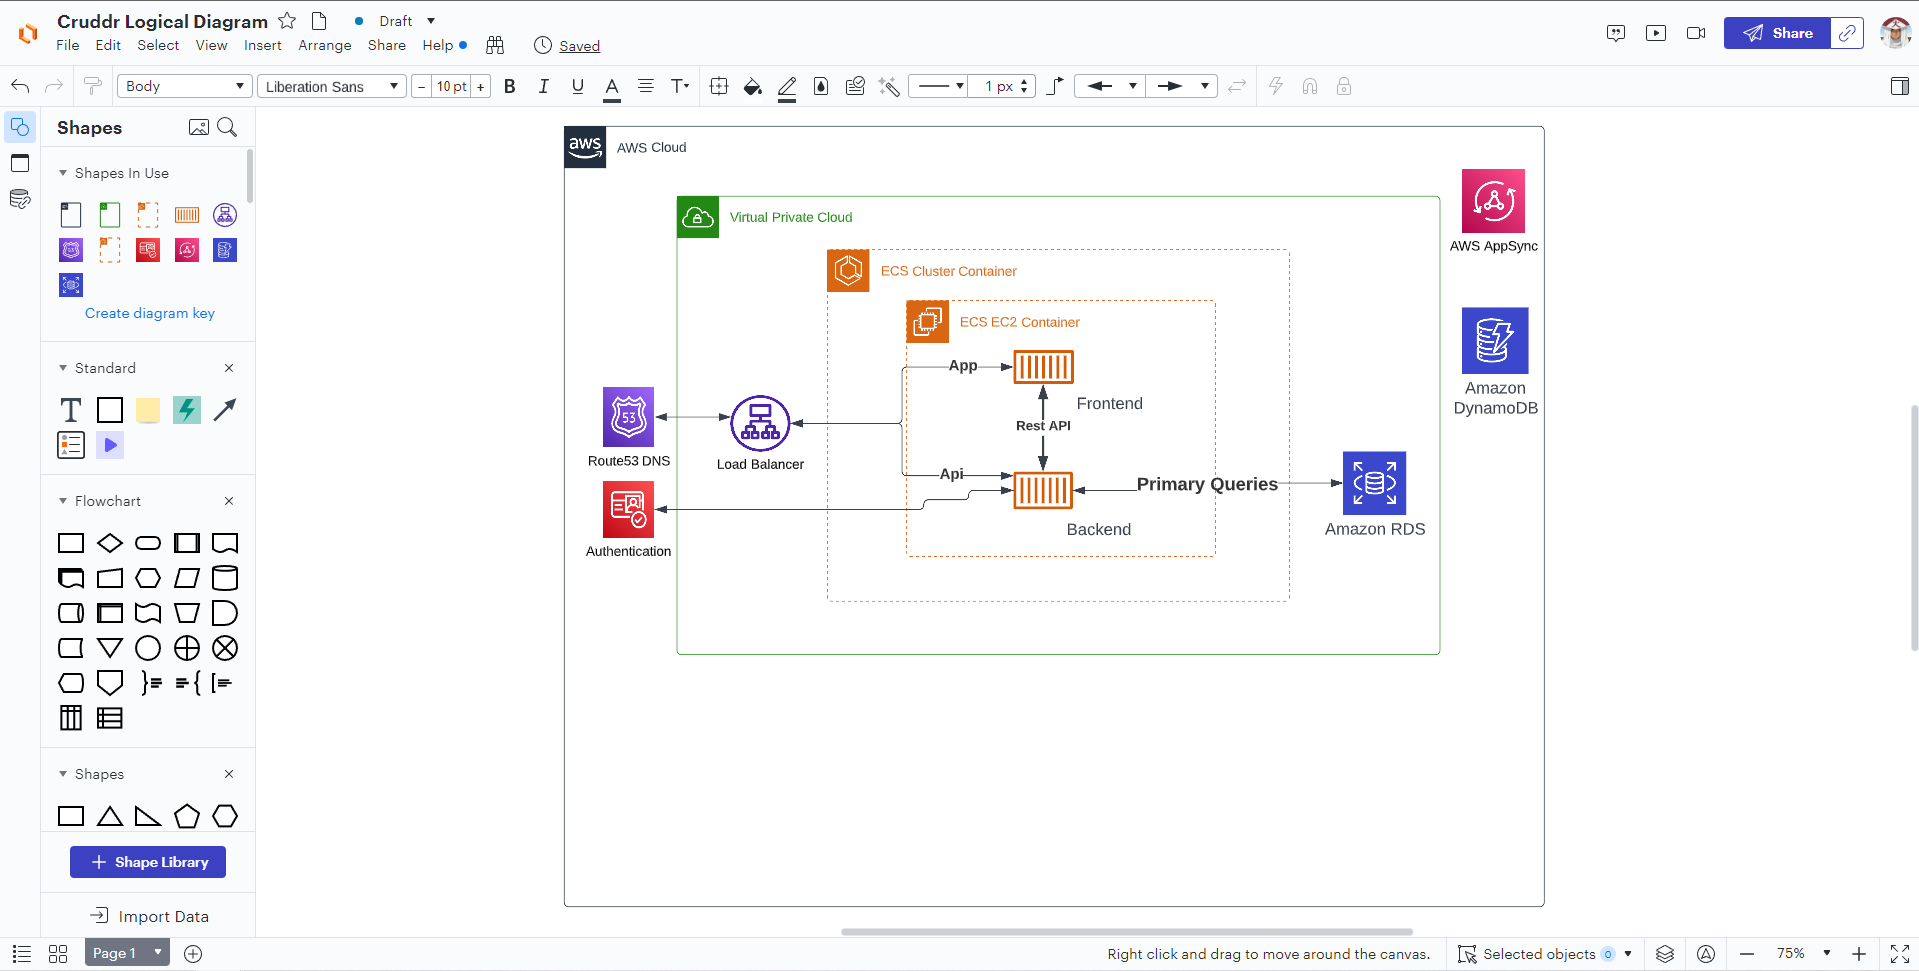 Cruddr Logical Diagram
Draft
File Edit Select View Insert Arrange Share Help
Saved
Share
Body
Liberation Sans
− 10 pt +
B I U A T
1 px
Shapes
Shapes In Use
53
Create diagram key
Standard
T
Flowchart
Shapes
+ Shape Library
Import Data
aws
AWS Cloud
Virtual Private Cloud
ECS Cluster Container
ECS EC2 Container
AWS AppSync
Amazon
DynamoDB
App
Frontend
Rest API
53
Route53 DNS
Load Balancer
Api
Primary Queries
Backend
Amazon RDS
Authentication
Page 1
Right click and drag to move around the canvas.
Selected objects 0
75%